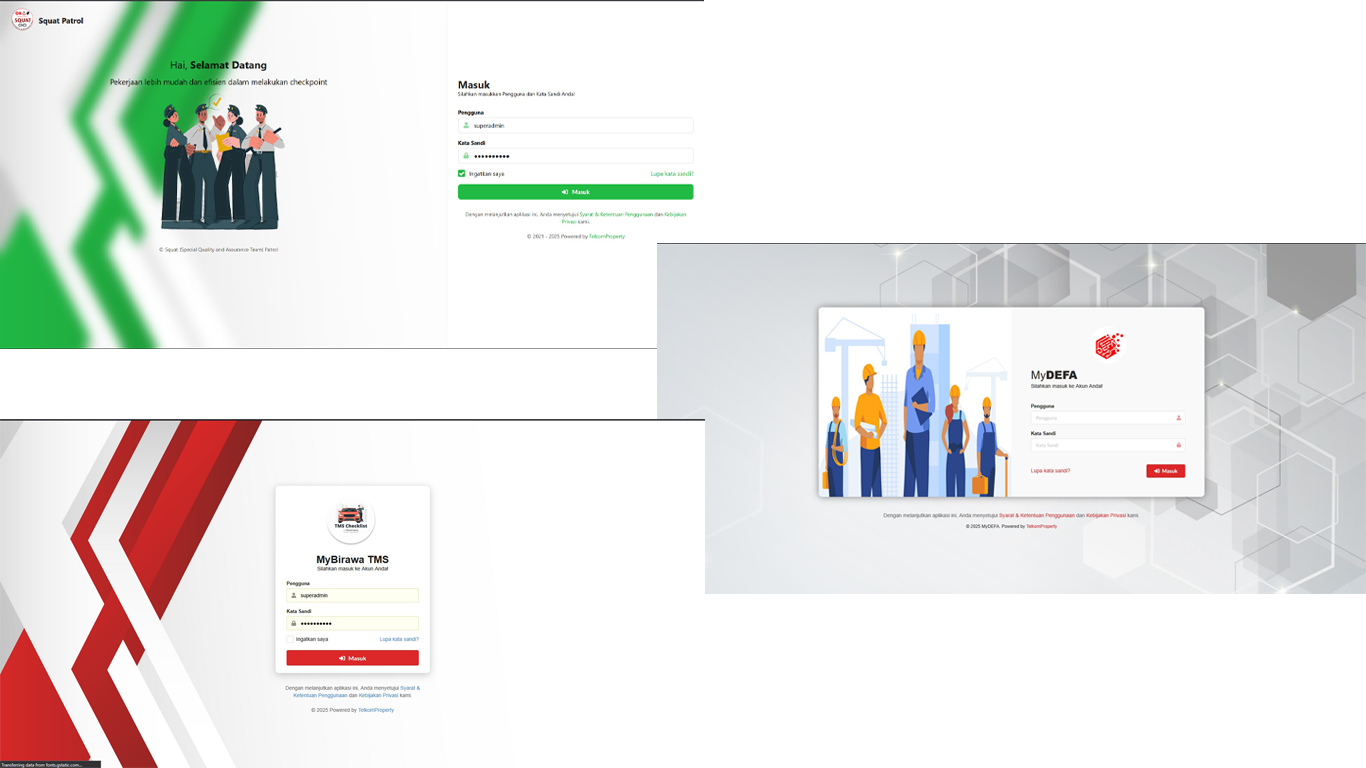 SQUAT
Squat Patrol
Hai, Selamat Datang
Pekerjaan lebih mudah dan efisien dalam melakukan checkpoint
© Squat (Special Quality and Assurance Team) Patrol
Masuk
Silahkan masukkan Pengguna dan Kata Sandi Anda!
Pengguna
superadmin
Kata Sandi
Ingatkan saya
Lupa kata sandi?
Masuk
Dengan melanjutkan aplikasi ini, Anda menyetujui Syarat & Ketentuan Penggunaan dan Kebijakan
Privasi kami.
© 2021 - 2025 Powered by TelkomProperty
MyDEFA
Silahkan masuk ke Akun Anda!
Pengguna
Pengguna
Kata Sandi
Kata Sandi
Lupa kata sandi?
Masuk
Dengan melanjutkan aplikasi ini, Anda menyetujui Syarat & Ketentuan Penggunaan dan Kebijakan Privasi kami.
© 2025 MyDEFA. Powered by TelkomProperty
TMS Checklist
MyBirawa TMS
Silahkan masuk ke Akun Anda!
Pengguna
superadmin
Kata Sandi
Ingatkan saya
Lupa kata sandi?
Masuk
Dengan melanjutkan aplikasi ini, Anda menyetujui Syarat &
Ketentuan Penggunaan dan Kebijakan Privasi kami
© 2025 Powered by TelkomProperty
Transferring data from fonts.gstatic.com...